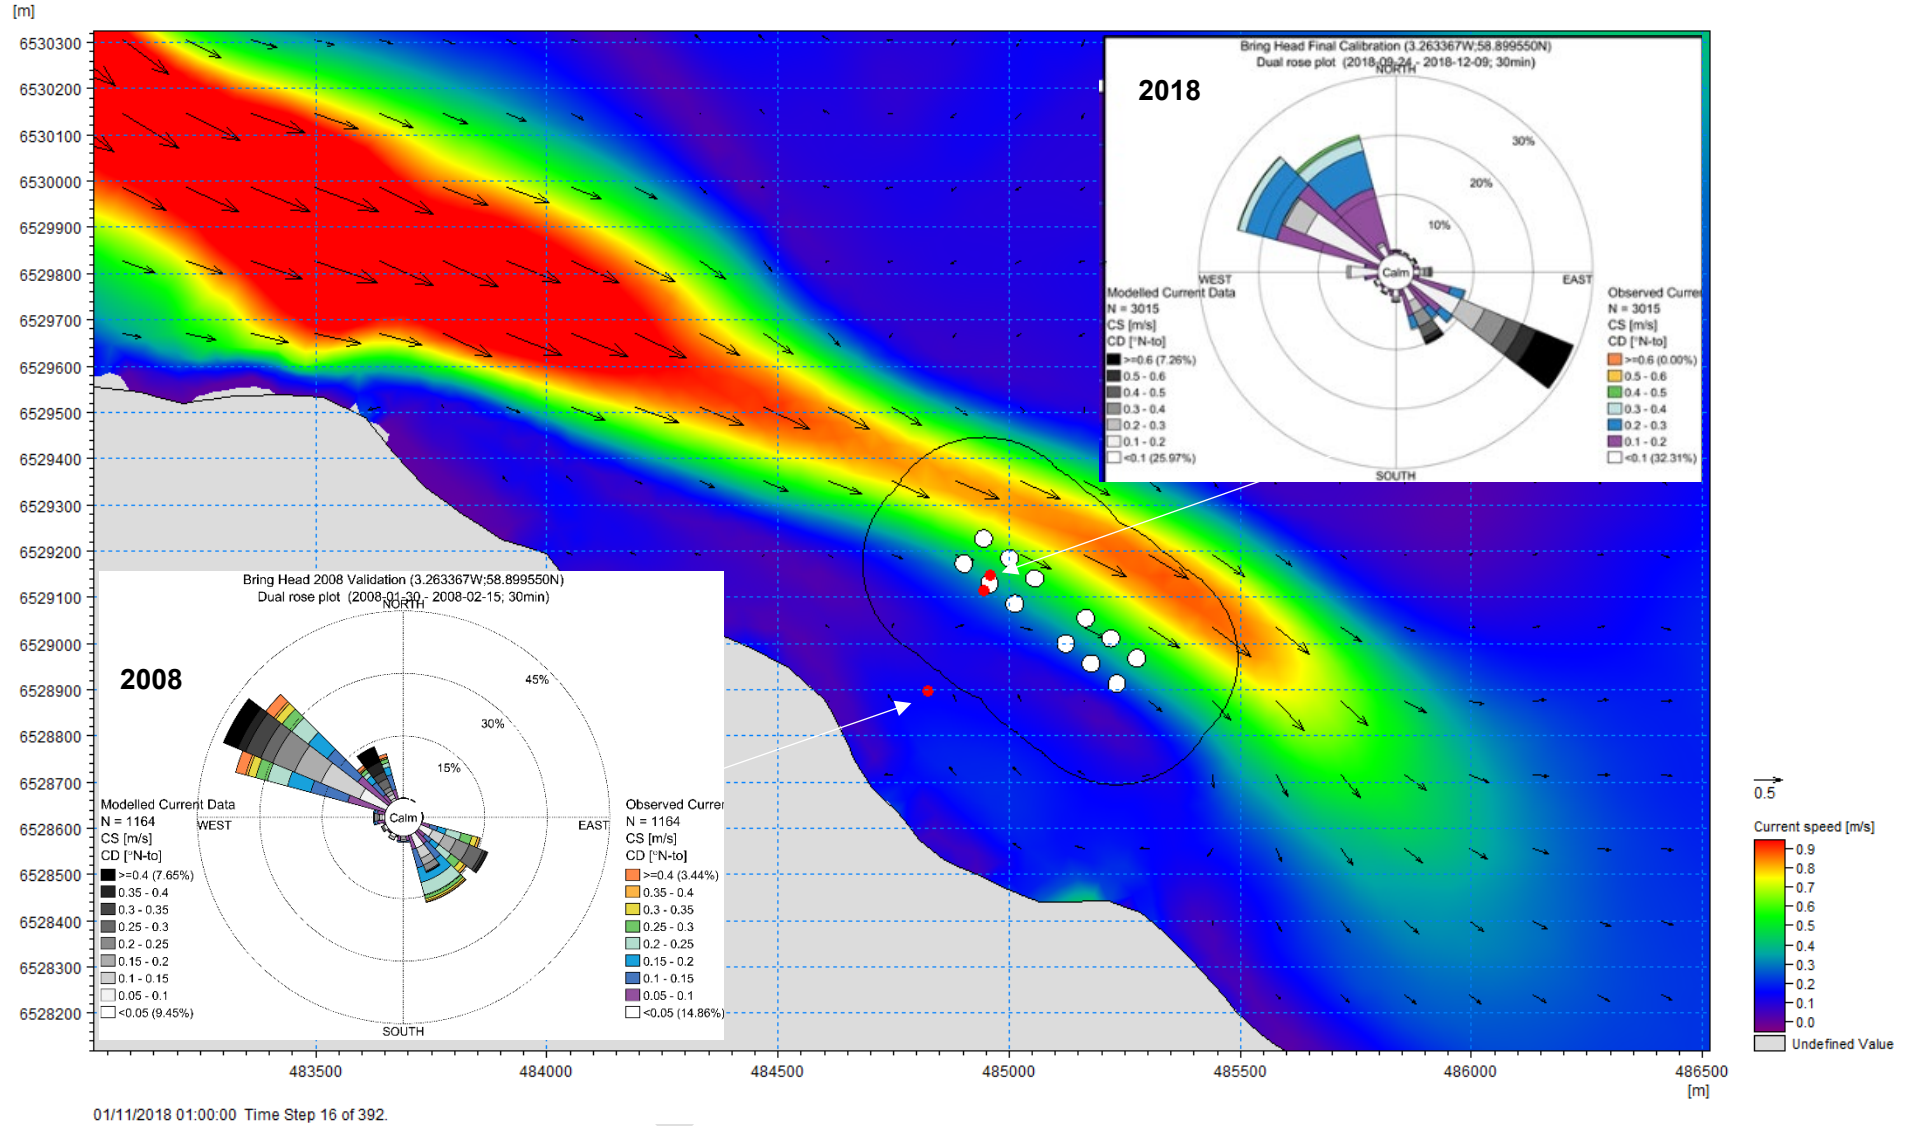 [m]
6530300
6530200
6530100
6530000
6529900
6529800
6529700
6529600
6529500
6529400
6529300
6529200
6529100
6529000
6528900
6528800
6528700
6528600
6528500
6528400
6528300
6528200
Bring Head Final Calibration (3.263367W;58.899550N)
Dual rose plot (2018-09-24 - 2018-12-09; 30min)
NORTH
2018
30%
20%
10%
WEST
Calm
EAST
SOUTH
Modelled Current Data
N = 3015
CS [m/s]
CD [°N-to]
>=0.6 (7.26%)
0.5 - 0.6
0.4 - 0.5
0.3 - 0.4
0.2 - 0.3
0.1 - 0.2
<0.1 (25.97%)
Observed Curre
N = 3015
CS [m/s]
CD [°N-to]
>=0.6 (0.00%)
0.5 - 0.6
0.4 - 0.5
0.3 - 0.4
0.2 - 0.3
0.1 - 0.2
<0.1 (32.31%)
Bring Head 2008 Validation (3.263367W;58.899550N)
Dual rose plot (2008-01-30 - 2008-02-15; 30min)
NORTH
2008
45%
30%
15%
WEST
Calm
EAST
SOUTH
Modelled Current Data
N = 1164
CS [m/s]
CD [°N-to]
>=0.4 (7.65%)
0.35 - 0.4
0.3 - 0.35
0.25 - 0.3
0.2 - 0.25
0.15 - 0.2
0.1 - 0.15
0.05 - 0.1
<0.05 (9.45%)
Observed Currer
N = 1164
CS [m/s]
CD [°N-to]
>=0.4 (3.44%)
0.35 - 0.4
0.3 - 0.35
0.25 - 0.3
0.2 - 0.25
0.15 - 0.2
0.1 - 0.15
0.05 - 0.1
<0.05 (14.86%)
0.5
Current speed [m/s]
0.9
0.8
0.7
0.6
0.5
0.4
0.3
0.2
0.1
0.0
Undefined Value
483500
484000
484500
485000
485500
486000
486500
[m]
01/11/2018 01:00:00 Time Step 16 of 392.